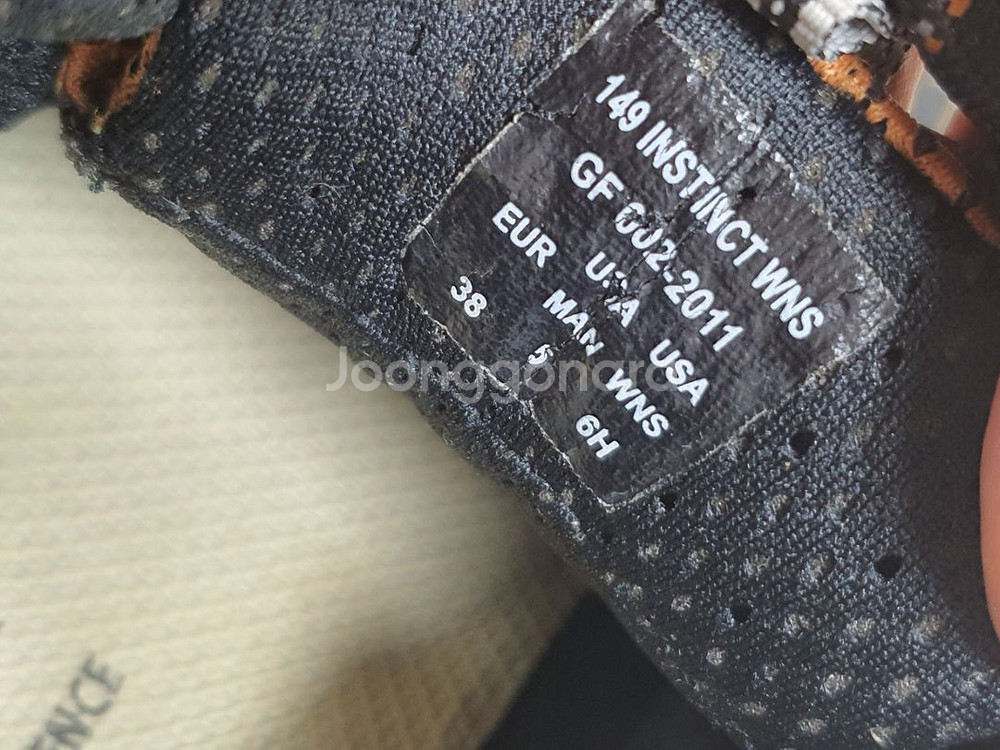 149 INSTINCT WNS
GF 002-2011
EUR USA USA
MAN WNS
38 5 6H
Joonggonara
ENCE